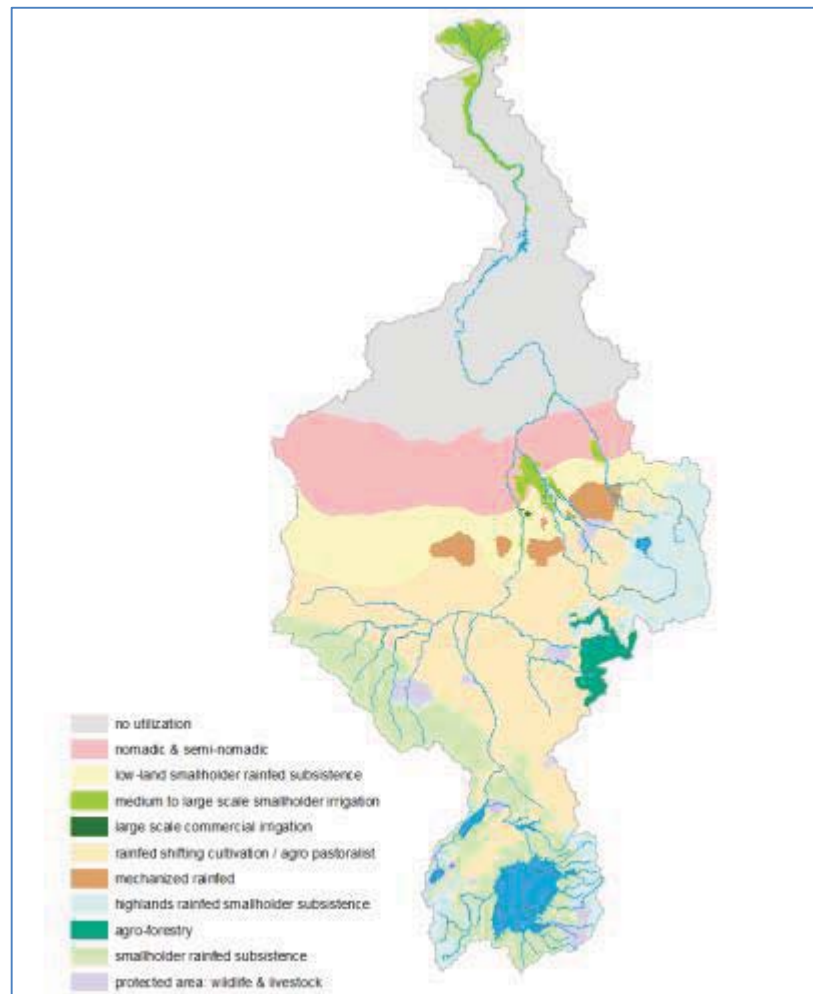 no utilization
nomadic & semi-nomadic
low-land smallholder rainfed subsistence
medium to large scale smallholder irrigation
large scale commercial irrigation
rainfed shifting cultivation / agro pastoralist
mechanized rainfed
highlands rainfed smallholder subsistence
agro-forestry
smallholder rainfed subsistence
protected area: wildlife & livestock